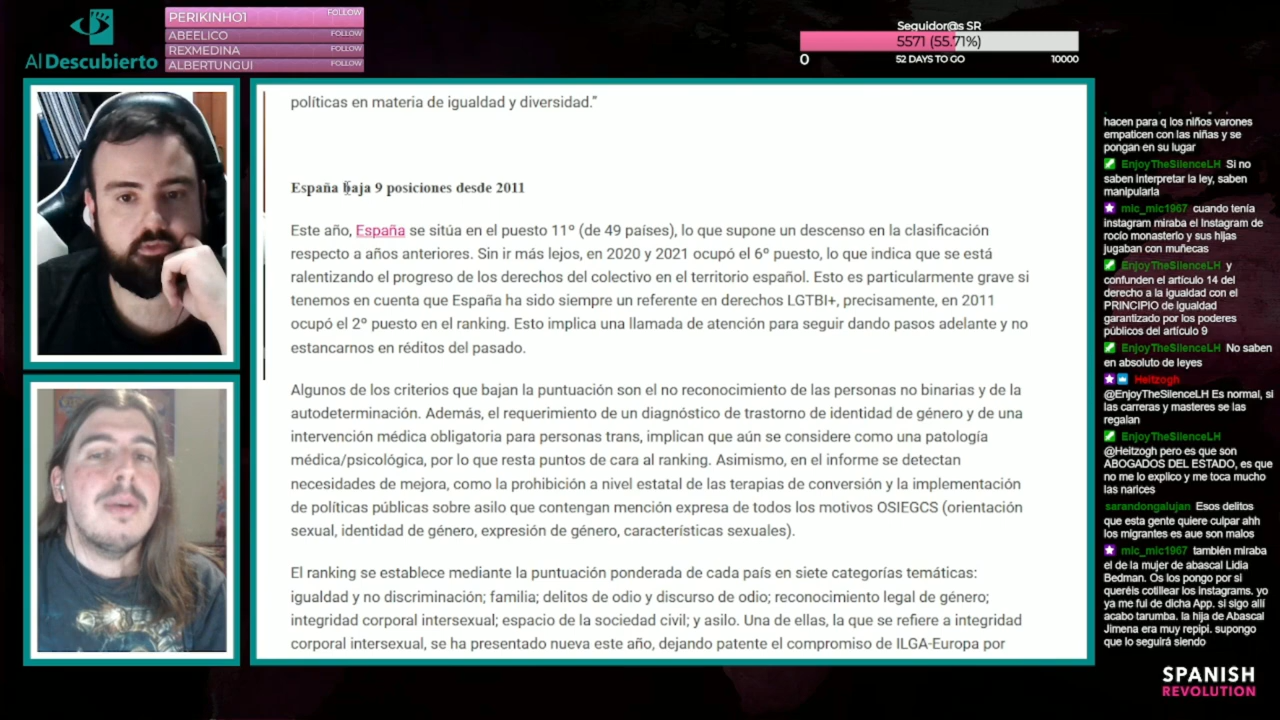 PERIKINHO1 FOLLOW
ABEELICO FOLLOW
REXMEDINA FOLLOW
ALBERTUNGUI FOLLOW
Al Descubierto
Seguidor@s SR
5571 (55.71%)
0 52 DAYS TO GO 10000
políticas en materia de igualdad y diversidad."
España baja 9 posiciones desde 2011
Este año, España se sitúa en el puesto 11º (de 49 países), lo que supone un descenso en la clasificación
respecto a años anteriores. Sin ir más lejos, en 2020 y 2021 ocupó el 6º puesto, lo que indica que se está
ralentizando el progreso en los derechos del colectivo en el territorio español. Esto es particularmente grave si
tenemos en cuenta que España ha sido siempre un referente en derechos LGTBI+, precisamente, en 2011
ocupó el 2º puesto en el ranking. Esto implica una llamada de atención para seguir dando pasos adelante y no
estancarnos en réditos del pasado.
Algunos de los criterios que bajan la puntuación son el no reconocimiento de las personas no binarias y de la
autodeterminación. Además, el requerimiento de un diagnóstico de trastorno de identidad de género y de una
intervención médica obligatoria para personas trans, implican que aún se considere como una patología
médica/psicológica, por lo que resta puntos de cara al ranking. Asimismo, en el informe se detectan
necesidades de mejora, como la prohibición a nivel estatal de las terapias de conversión y la implementación
de políticas públicas sobre asilo que contengan mención expresa de todos los motivos OSIEGCS (orientación
sexual, identidad de género, expresión de género, características sexuales).
El ranking se establece mediante la puntuación ponderada de cada país en siete categorías temáticas:
igualdad y no discriminación; familia; delitos de odio y discurso de odio; reconocimiento legal de género;
integridad corporal intersexual; espacio de la sociedad civil; y asilo. Una de ellas, la que se refiere a integridad
corporal intersexual, se ha presentado nueva este año, dejando patente el compromiso de ILGA-Europa por
hacen para q los niños varones
empaticen con las niñas y se
pongan en su lugar
EnjoyTheSilenceLH Si no
saben interpretar la ley, saben
manipularla
mic_mic1967 cuando tenía
instagram miraba el Instagram de
rocío monasterio y sus hijas
jugaban con muñecas
EnjoyTheSilenceLH y
confunden el artículo 14 del
derecho a la igualdad con el
PRINCIPIO de igualdad
garantizado por los poderes
públicos del artículo 9
EnjoyTheSilenceLH No saben
en absoluto de leyes
Heitzogh
@EnjoyTheSilenceLH Es normal, si
las carreras y masteres se las
regalan
EnjoyTheSilenceLH
@Heitzogh pero es que son
ABOGADOS DEL ESTADO, es que
no me lo explico y me toca mucho
las narices
sarandongalujan Esos delitos
que esta gente quiere culpar ahh
los migrantes es aue son malos
mic_mic1967 también miraba
el de la mujer de abascal Lidia
Bedman. Os los pongo por si
queréis cotillear los Instagrams. yo
ya me fui de dicha App. si sigo allí
acabo tarumba. la hija de Abascal
Jimena era muy repipi. supongo
que lo seguirá siendo
SPANISH
REVOLUTION